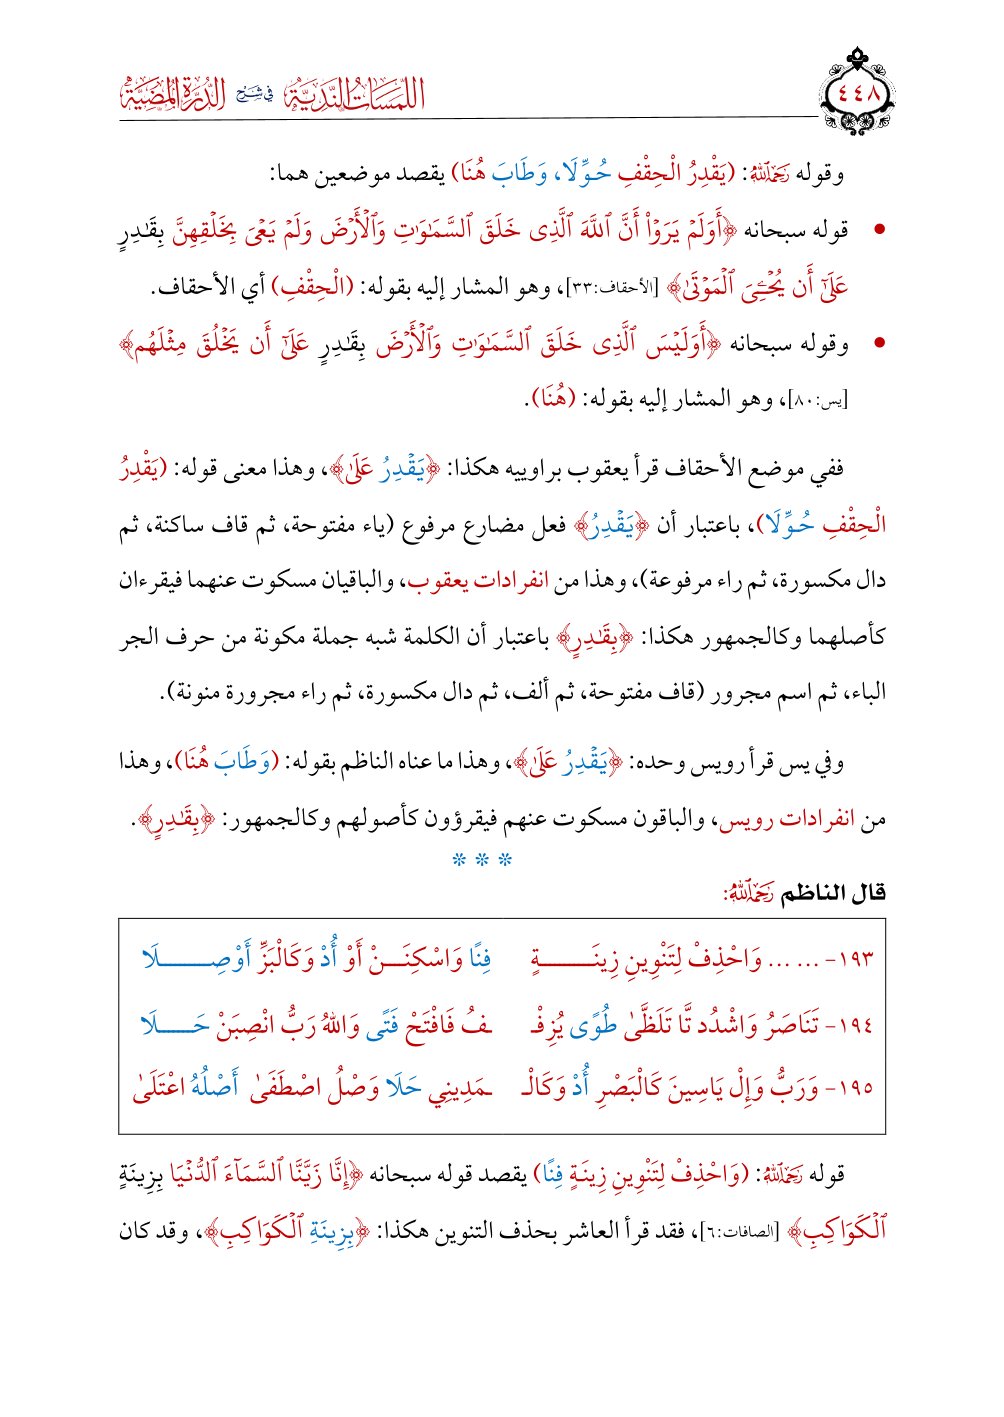 ٤٤٨
اللمسات الندية في شرح الدرة المضية
وقوله رَحِمَهُ اللَّهُ: (يَقْدِرُ الْحِقْفِ حُـوِّلَا، وَطَابَ هُنَا) يقصد موضعين هما:
• قوله سبحانه ﴿أَوَلَمْ يَرَوْا۟ أَنَّ ٱللَّهَ ٱلَّذِى خَلَقَ ٱلسَّمَٰوَٰتِ وَٱلْأَرْضَ وَلَمْ يَعْىَ بِخَلْقِهِنَّ بِقَٰدِرٍ
عَلَىٰٓ أَن يُحْـِۧىَ ٱلْمَوْتَىٰ﴾ [الأحقاف:٣٣]، وهو المشار إليه بقوله: (الْحِقْفِ) أي الأحقاف.
• وقوله سبحانه ﴿أَوَلَيْسَ ٱلَّذِى خَلَقَ ٱلسَّمَٰوَٰتِ وَٱلْأَرْضَ بِقَٰدِرٍ عَلَىٰٓ أَن يَخْلُقَ مِثْلَهُم﴾
[يس:٨٠]، وهو المشار إليه بقوله: (هُنَا).
ففي موضع الأحقاف قرأ يعقوب براوييه هكذا: ﴿يَقْدِرُ عَلَىٰ﴾، وهذا معنى قوله: (يَقْدِرُ
الْحِقْفِ حُـوِّلَا)، باعتبار أن ﴿يَقْدِرُ﴾ فعل مضارع مرفوع (ياء مفتوحة، ثم قاف ساكنة، ثم
دال مكسورة، ثم راء مرفوعة)، وهذا من انفرادات يعقوب، والباقيان مسكوت عنهما فيقرءان
كأصلهما وكالجمهور هكذا: ﴿بِقَٰدِرٍ﴾ باعتبار أن الكلمة شبه جملة مكونة من حرف الجر
الباء، ثم اسم مجرور (قاف مفتوحة، ثم ألف، ثم دال مكسورة، ثم راء مجرورة منونة).
وفي يس قرأ رويس وحده: ﴿يَقْدِرُ عَلَىٰ﴾، وهذا ما عناه الناظم بقوله: (وَطَابَ هُنَا)، وهذا
من انفرادات رويس، والباقون مسكوت عنهم فيقرؤون كأصولهم وكالجمهور: ﴿بِقَٰدِرٍ﴾.
* * *
قال الناظم رَحِمَهُ اللَّهُ:
١٩٣- ... ... وَاحْذِفْ لِتَنْوِينِ زِينَـــــةٍ فِنًا وَاسْكِنَـــنْ أَوْ أُدْ وَكَالْبَزِّ أَوْصِـــــلَا
١٩٤- تَنَاصَرُ وَاشْدُد تَّا تَلَظَّىٰ طُوًى يُزِفْـ ـفُ فَافْتَحْ فَتًى وَاللهُ رَبُّ انْصِبَنْ حَــــلَا
١٩٥- وَرَبُّ وَإِلْ يَاسِينَ كَالْبَصْرِ أُدْ وَكَالْـ ـمَدِينِي حَلَا وَصْلُ اصْطَفَىٰ أَصْلُهُ اعْتَلَىٰ
قوله رَحِمَهُ اللَّهُ: (وَاحْذِفْ لِتَنْوِينِ زِينَةٍ فِنًا) يقصد قوله سبحانه ﴿إِنَّا زَيَّنَّا ٱلسَّمَآءَ ٱلدُّنْيَا بِزِينَةٍ
ٱلْكَوَاكِبِ﴾ [الصافات:٦]، فقد قرأ العاشر بحذف التنوين هكذا: ﴿بِزِينَةِ ٱلْكَوَاكِبِ﴾، وقد كان